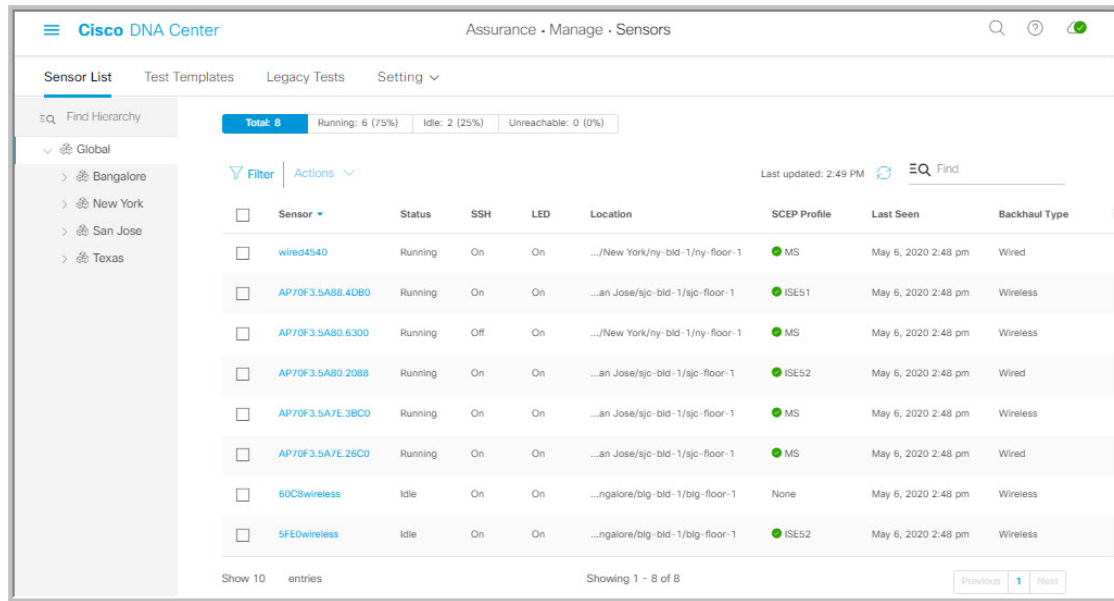 Cisco DNA Center Assurance · Manage · Sensors
Sensor List Test Templates Legacy Tests Setting
Find Hierarchy
Global
Bangalore
New York
San Jose
Texas
Total: 8 Running: 6 (75%) Idle: 2 (25%) Unreachable: 0 (0%)
Filter Actions Last updated: 2:49 PM Find
Sensor Status SSH LED Location SCEP Profile Last Seen Backhaul Type
wired4540 Running On On .../New York/ny-bld-1/ny-floor-1 MS May 6, 2020 2:48 pm Wired
AP70F3.5A88.4DB0 Running On On ...an Jose/sjc-bld-1/sjc-floor-1 ISE51 May 6, 2020 2:48 pm Wireless
AP70F3.5A80.6300 Running Off On .../New York/ny-bld-1/ny-floor-1 MS May 6, 2020 2:48 pm Wireless
AP70F3.5A80.2088 Running On On ...an Jose/sjc-bld-1/sjc-floor-1 ISE52 May 6, 2020 2:48 pm Wired
AP70F3.5A7E.3BC0 Running On On ...an Jose/sjc-bld-1/sjc-floor-1 MS May 6, 2020 2:48 pm Wireless
AP70F3.5A7E.26C0 Running On On ...an Jose/sjc-bld-1/sjc-floor-1 MS May 6, 2020 2:48 pm Wired
60C8wireless Idle On On ...ngalore/blg-bld-1/blg-floor-1 None May 6, 2020 2:48 pm Wireless
5FE0wireless Idle On On ...ngalore/blg-bld-1/blg-floor-1 ISE52 May 6, 2020 2:48 pm Wireless
Show 10 entries Showing 1 - 8 of 8 Previous 1 Next